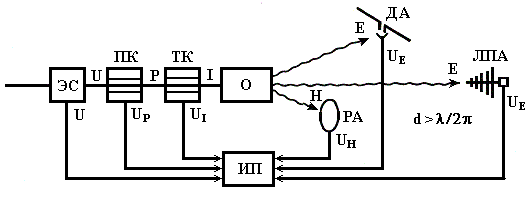 ДА
ПК ТК E U_E ЛПА
ЭС U P I О E
H U_E
U U_P U_I РА d > λ/2π
U_H
ИП